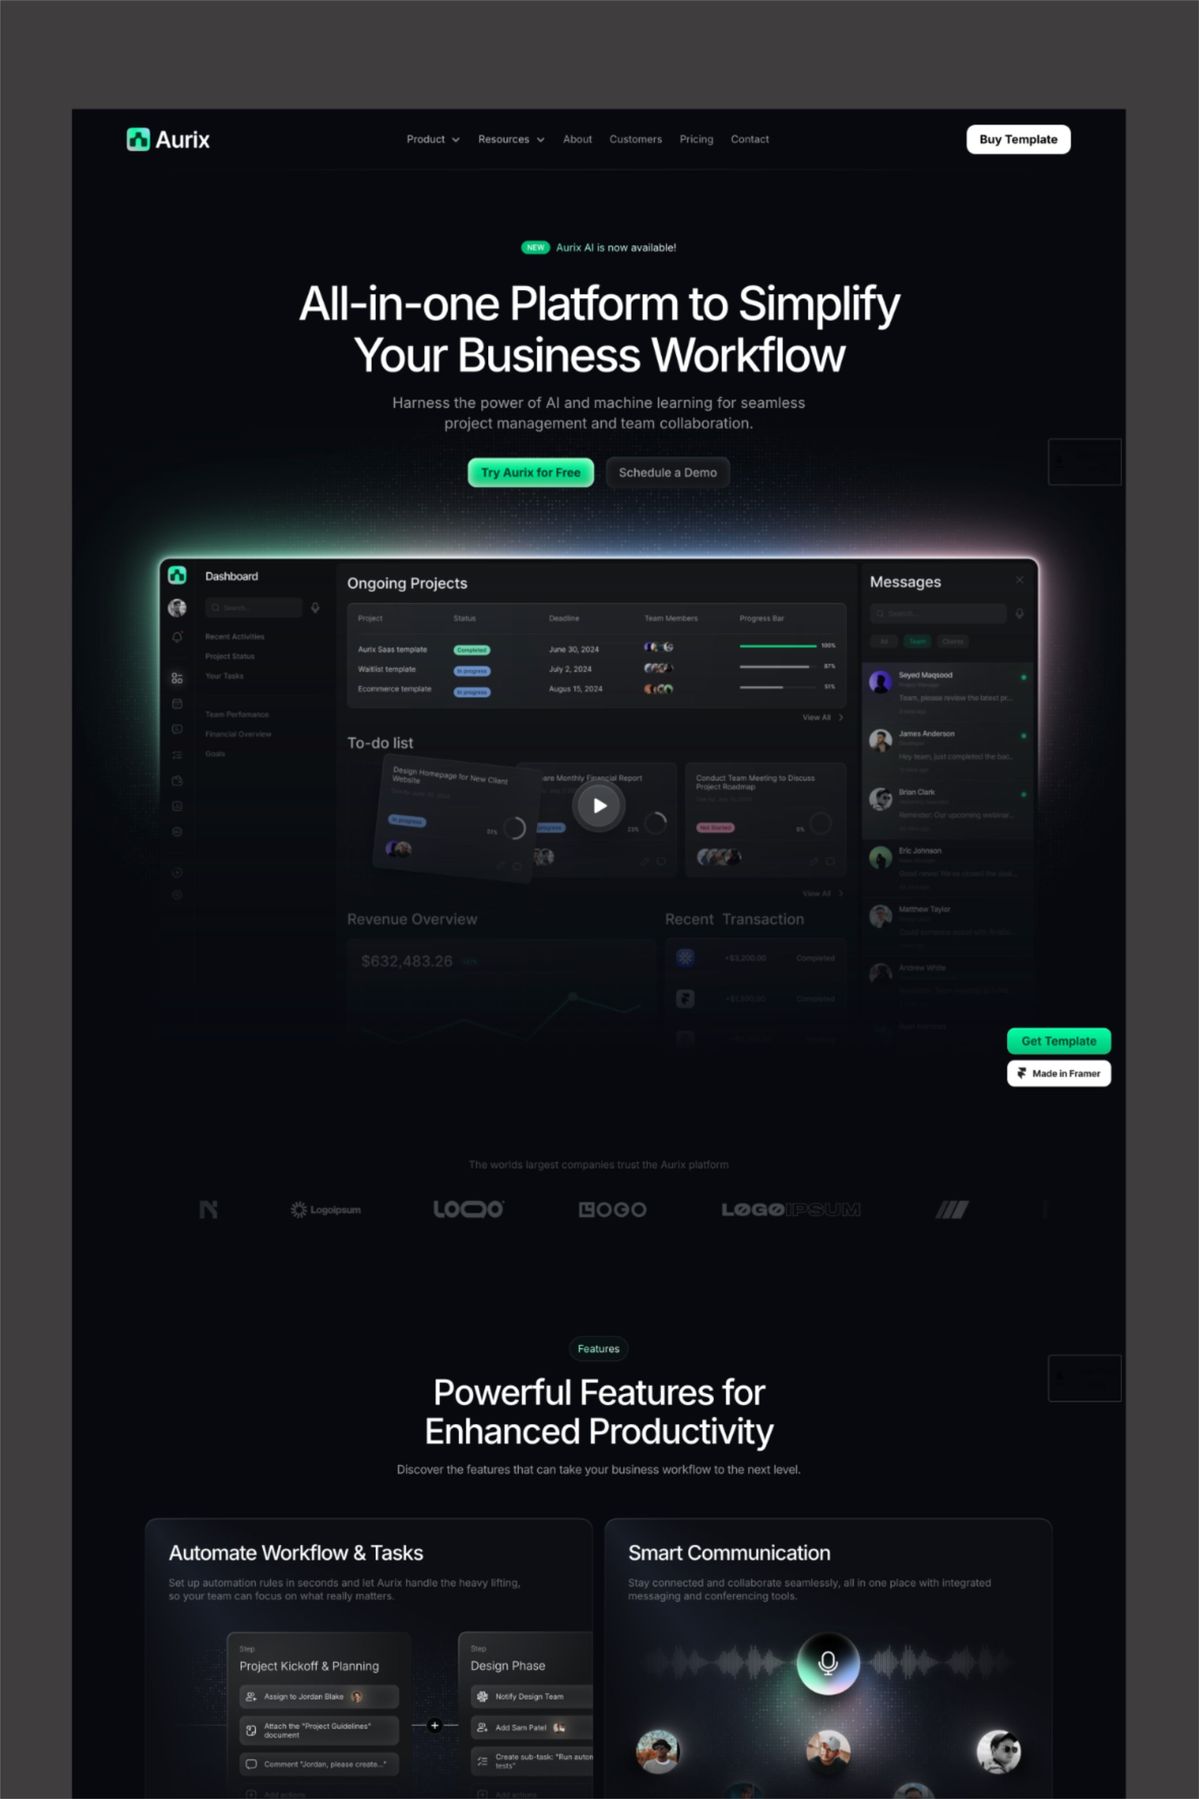 Aurix
Product
Resources
About
Customers
Pricing
Contact
Buy Template
NEW
Aurix AI is now available!
All-in-one Platform to Simplify
Your Business Workflow
Harness the power of AI and machine learning for seamless
project management and team collaboration.
Try Aurix for Free
Schedule a Demo
Dashboard
Search...
Recent Activities
Project Status
Your Tasks
Team Perfomance
Financial Overview
Goals
Ongoing Projects
Project
Status
Deadline
Team Members
Progress Bar
Aurix Saas template
Completed
June 30, 2024
100%
Waitlist template
In progress
July 2, 2024
87%
Ecommerce template
In progress
Augus 15, 2024
51%
View All
To-do list
Design Homepage for New Client
Website
In progress
51%
are Monthly Financial Report
progress
23%
Conduct Team Meeting to Discuss
Project Roadmap
Not Started
0%
View All
Revenue Overview
$632,483.26
Recent Transaction
+$3,200.00
Completed
Completed
Messages
Search...
All
Team
Clients
Seyed Maqsood
Team, please review the latest pr...
James Anderson
Hey team, just completed the bac...
Brian Clark
Reminder: Our upcoming webinar...
Eric Johnson
Good news! We've closed the deal...
Matthew Taylor
Andrew White
Get Template
Made in Framer
The worlds largest companies trust the Aurix platform
Logoipsum
LOGO
LOGO
LOGOIPSUM
Features
Powerful Features for
Enhanced Productivity
Discover the features that can take your business workflow to the next level.
Automate Workflow & Tasks
Set up automation rules in seconds and let Aurix handle the heavy lifting,
so your team can focus on what really matters.
Step
Project Kickoff & Planning
Assign to Jordan Blake
Attach the "Project Guidelines"
document
Comment "Jordan, please create..."
Add actions
Step
Design Phase
Notify Design Team
Add Sam Patel
Create sub-task: "Run auton
tests"
Add actions
Smart Communication
Stay connected and collaborate seamlessly, all in one place with integrated
messaging and conferencing tools.